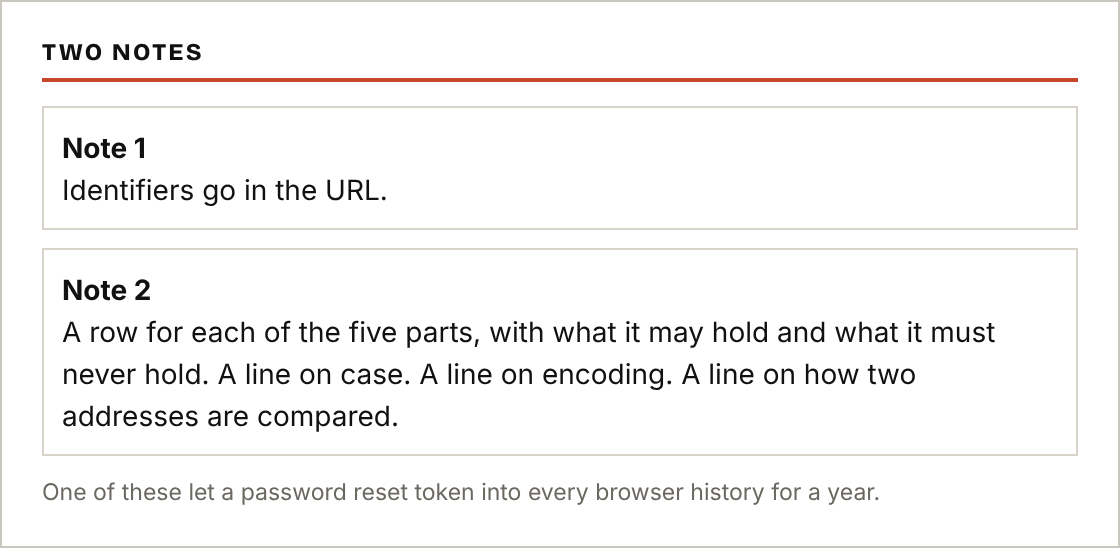 TWO NOTES
Note 1
Identifiers go in the URL.
Note 2
A row for each of the five parts, with what it may hold and what it must
never hold. A line on case. A line on encoding. A line on how two
addresses are compared.
One of these let a password reset token into every browser history for a year.